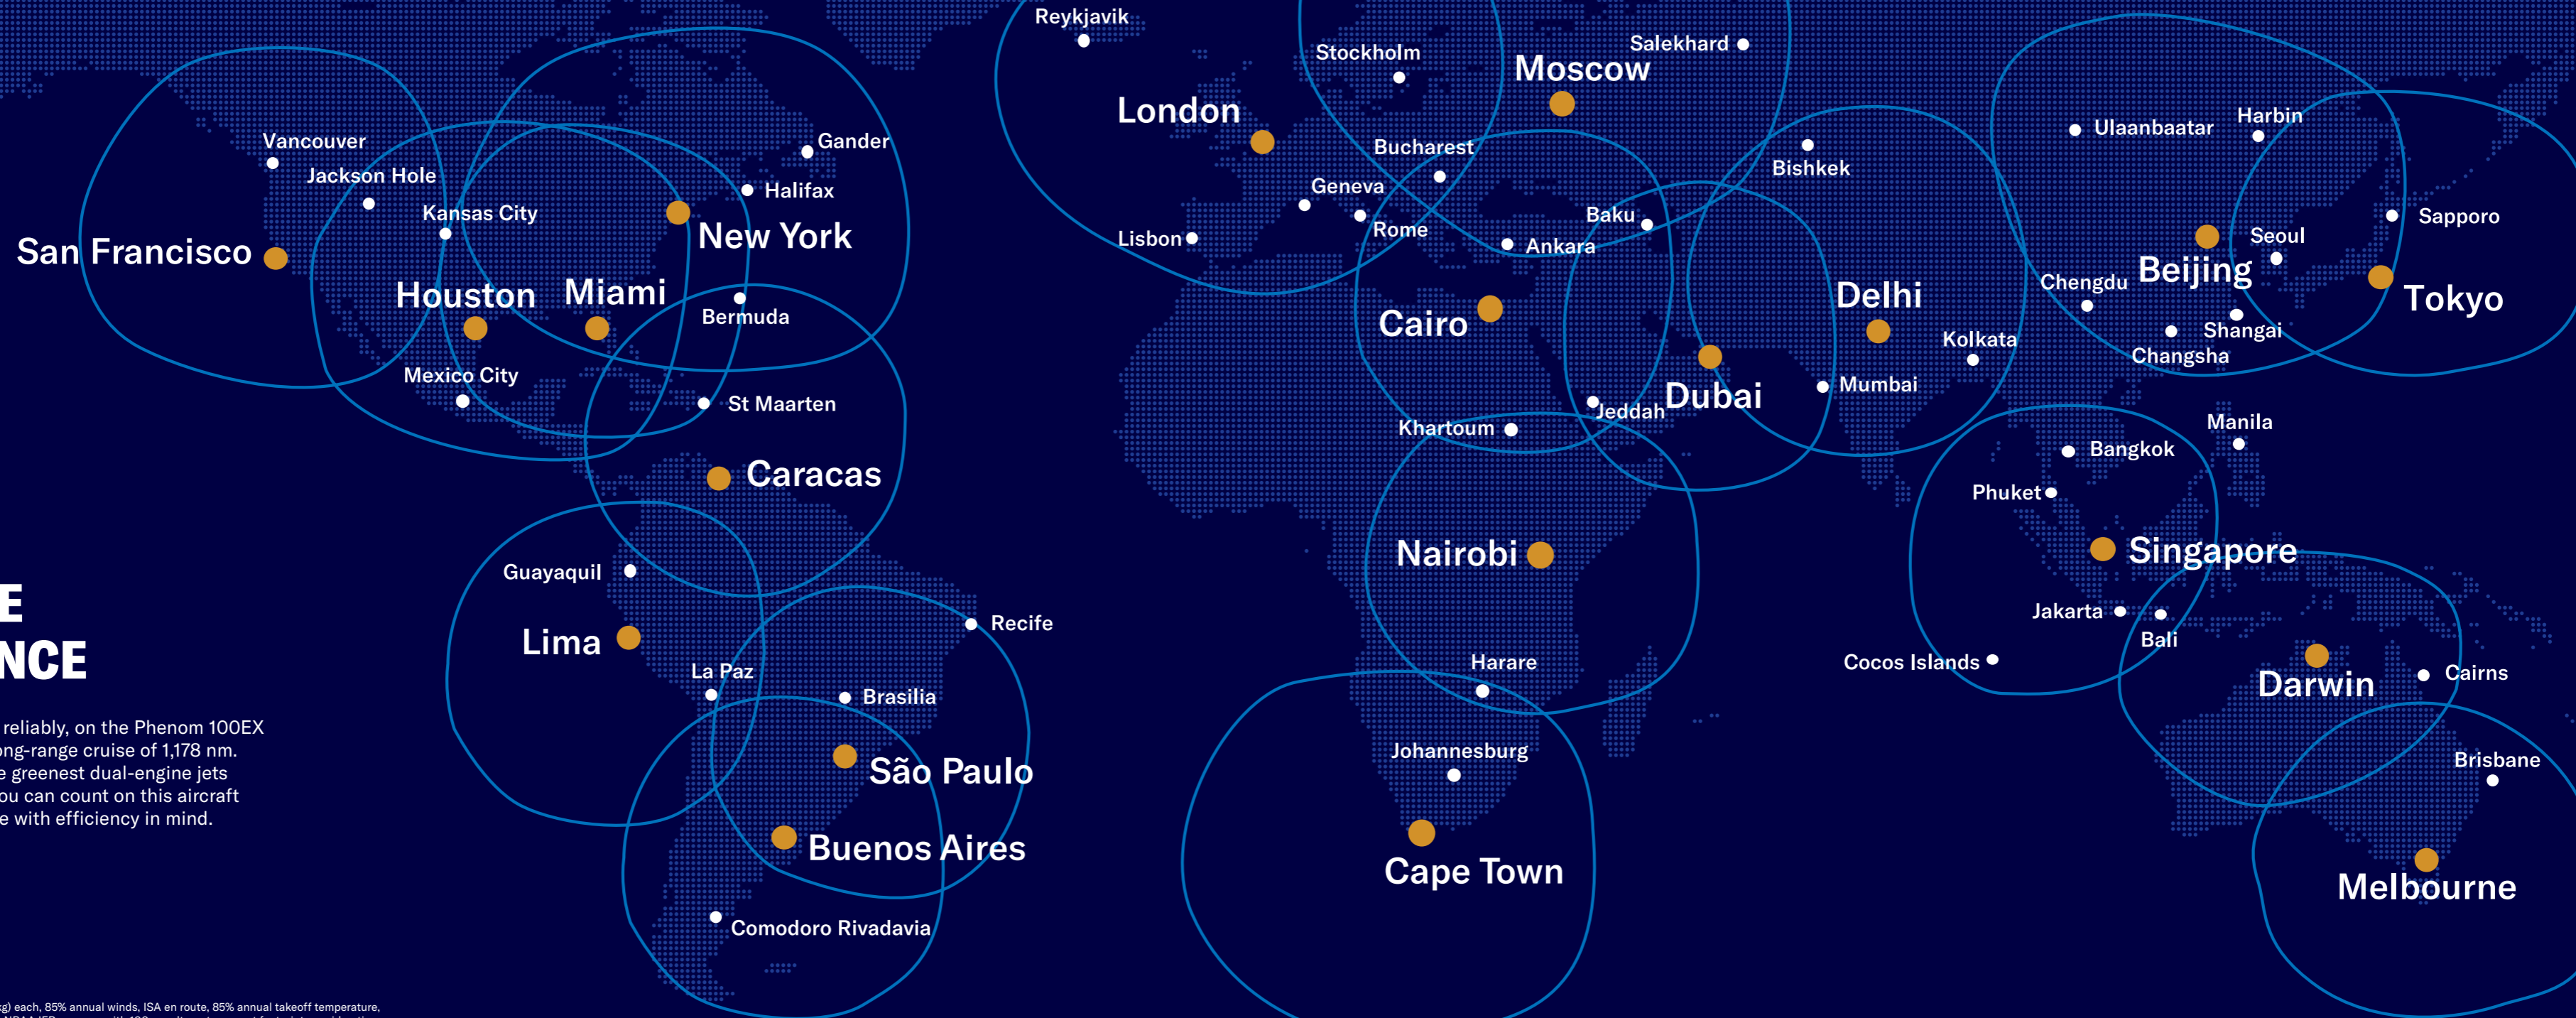 Reykjavik
Stockholm
Salekhard
Moscow
London
Vancouver
Gander
Jackson Hole
Halifax
Kansas City
San Francisco
New York
Houston
Miami
Bermuda
Mexico City
St Maarten
Caracas
Bucharest
Geneva
Rome
Lisbon
Baku
Ankara
Bishkek
Ulaanbaatar
Harbin
Sapporo
Seoul
Beijing
Chengdu
Tokyo
Shangai
Changsha
Delhi
Kolkata
Cairo
Dubai
Mumbai
Jeddah
Khartoum
Manila
Bangkok
Phuket
Nairobi
Singapore
Guayaquil
Lima
Recife
La Paz
Brasilia
São Paulo
Buenos Aires
Comodoro Rivadavia
Harare
Johannesburg
Cape Town
Jakarta
Bali
Cocos Islands
Darwin
Cairns
Brisbane
Melbourne
E
NCE
reliably, on the Phenom 100EX
ong-range cruise of 1,178 nm.
e greenest dual-engine jets
ou can count on this aircraft
e with efficiency in mind.
kg) each, 85% annual winds, ISA en route, 85% annual takeoff temperature,